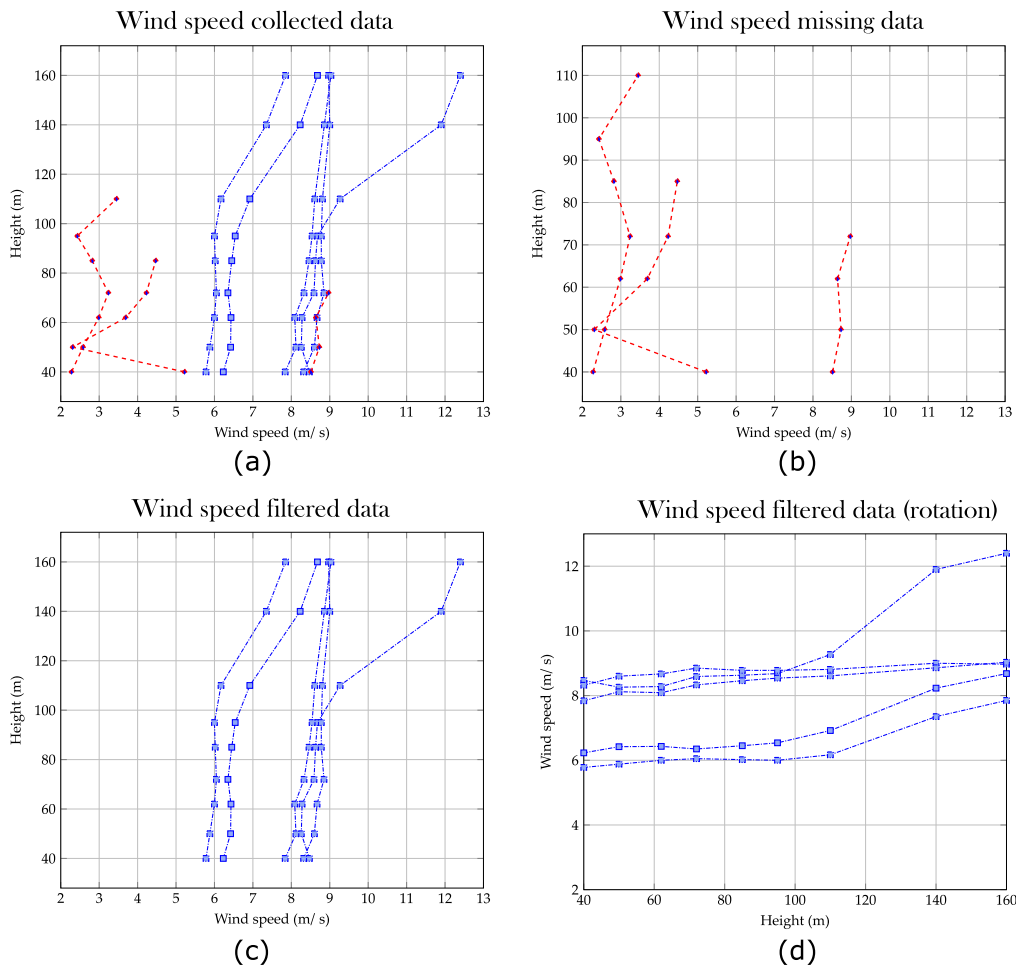 Wind speed collected data
160
140
120
100
80
60
40
Height (m)
2 3 4 5 6 7 8 9 10 11 12 13
Wind speed (m/ s)
(a)
Wind speed missing data
110
100
90
80
70
60
50
40
Height (m)
2 3 4 5 6 7 8 9 10 11 12 13
Wind speed (m/ s)
(b)
Wind speed filtered data
160
140
120
100
80
60
40
Height (m)
2 3 4 5 6 7 8 9 10 11 12 13
Wind speed (m/ s)
(c)
Wind speed filtered data (rotation)
12
10
8
6
4
2
Wind speed (m/ s)
40 60 80 100 120 140 160
Height (m)
(d)